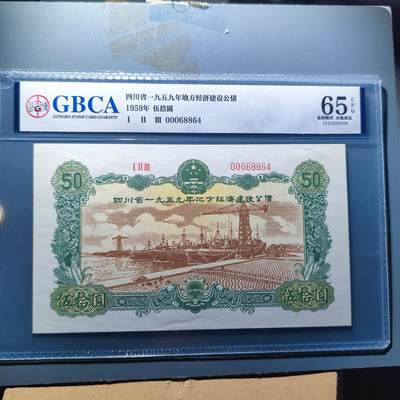 GBCA
GONGBO STAMP CARD GUARANTY
四川省一九五九年地方经济建设公债
1959年 伍拾圆
I II III 00068864
65 EPQ
I II III 00068864
50 50
四川省一九五九年地方经济建设公债
伍拾圆 伍拾圆